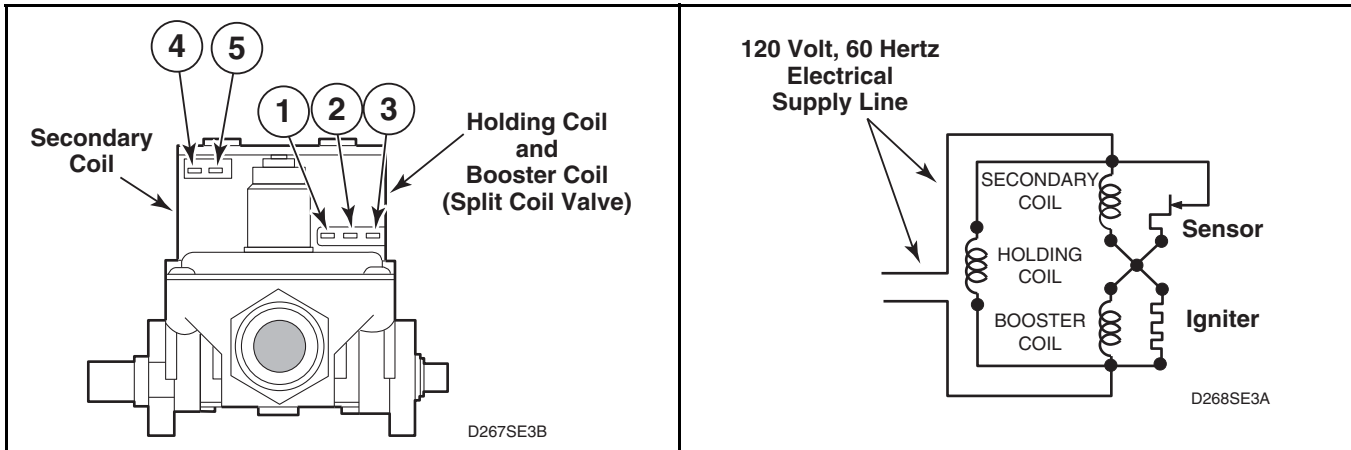 4 5
1 2 3
Secondary
Coil
Holding Coil
and
Booster Coil
(Split Coil Valve)
D267SE3B
120 Volt, 60 Hertz
Electrical
Supply Line
SECONDARY
COIL
Sensor
HOLDING
COIL
BOOSTER
COIL
Igniter
D268SE3A